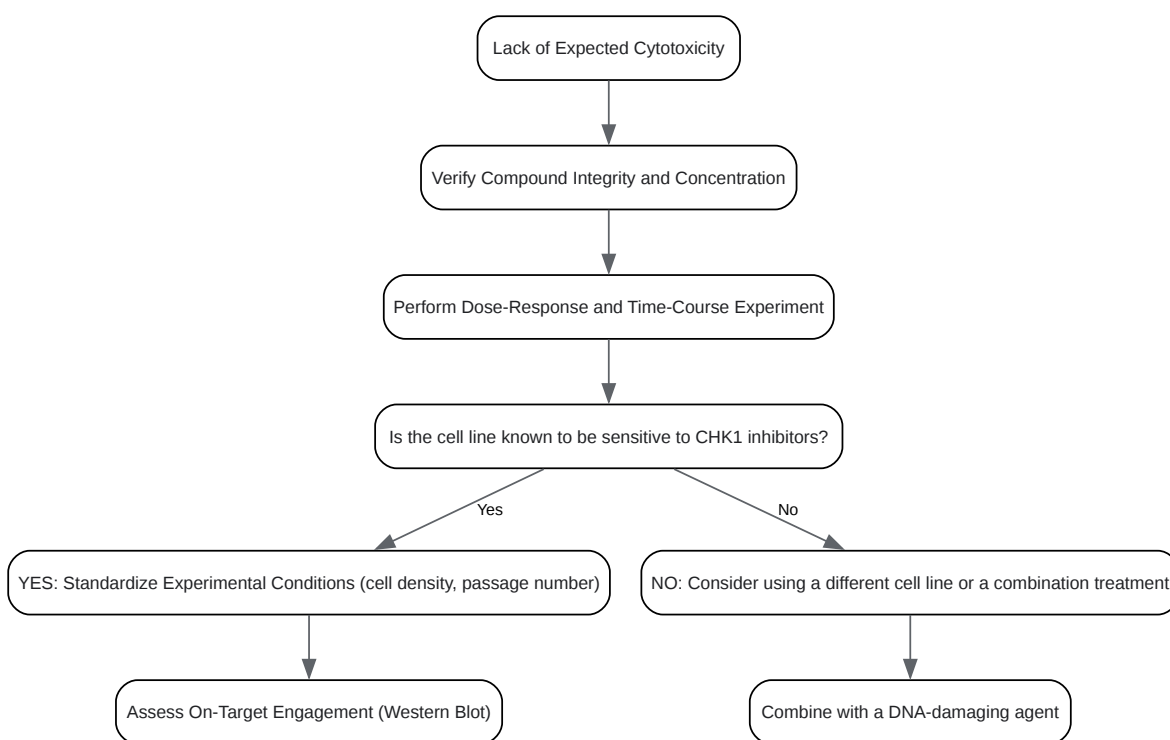 Lack of Expected Cytotoxicity
Verify Compound Integrity and Concentration
Perform Dose-Response and Time-Course Experiment
Is the cell line known to be sensitive to CHK1 inhibitors?
Yes
No
YES: Standardize Experimental Conditions (cell density, passage number)
NO: Consider using a different cell line or a combination treatment
Assess On-Target Engagement (Western Blot)
Combine with a DNA-damaging agent